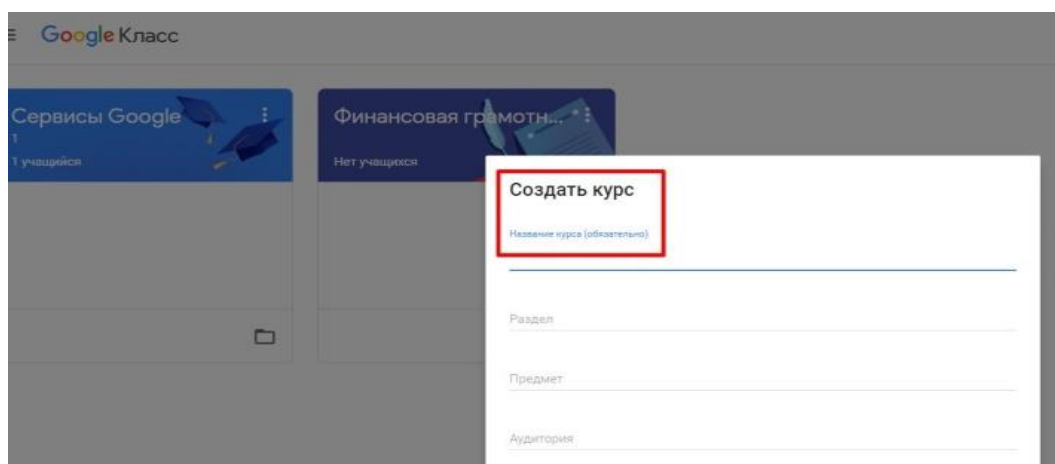 Google Класс
Сервисы Google
1
1 учащийся
Финансовая грамотн...
Нет учащихся
Создать курс
Название курса (обязательно)
Раздел
Предмет
Аудитория